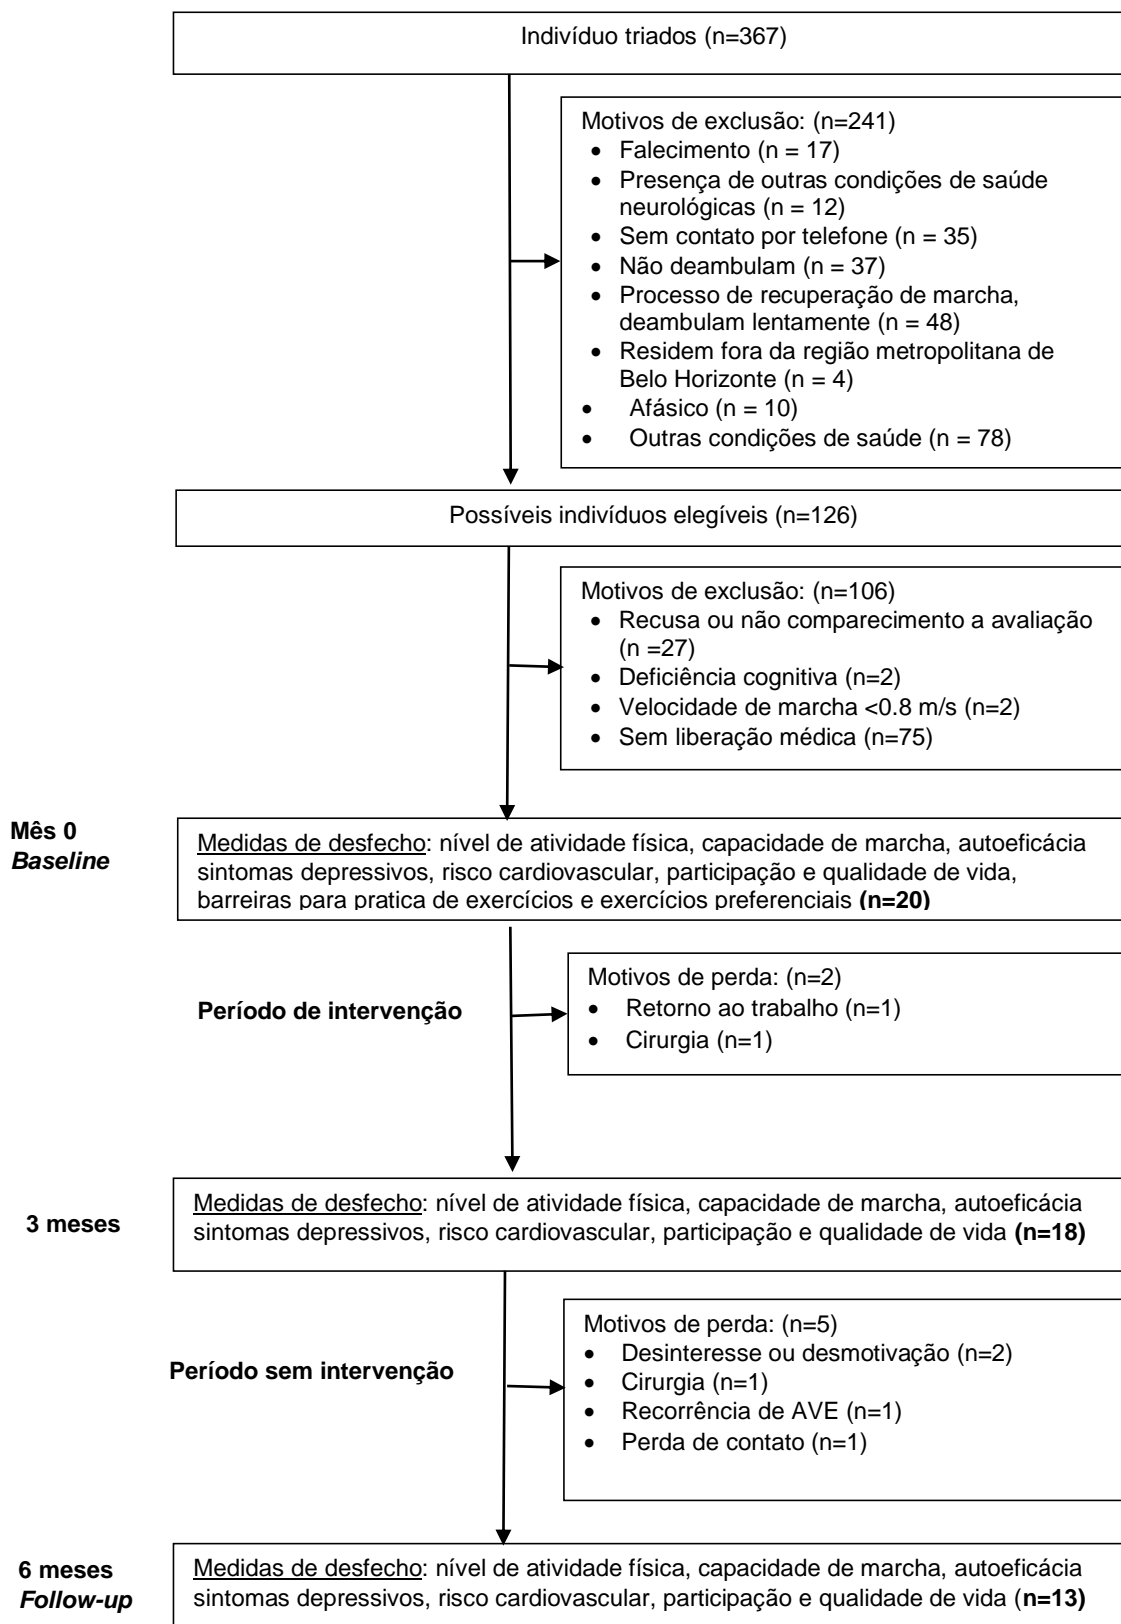 Indivíduo triados (n=367)
Motivos de exclusão: (n=241)
• Falecimento (n = 17)
• Presença de outras condições de saúde
neurológicas (n = 12)
• Sem contato por telefone (n = 35)
• Não deambulam (n = 37)
• Processo de recuperação de marcha,
deambulam lentamente (n = 48)
• Residem fora da região metropolitana de
Belo Horizonte (n = 4)
• Afásico (n = 10)
• Outras condições de saúde (n = 78)
Possíveis indivíduos elegíveis (n=126)
Motivos de exclusão: (n=106)
• Recusa ou não comparecimento a avaliação
(n =27)
• Deficiência cognitiva (n=2)
• Velocidade de marcha <0.8 m/s (n=2)
• Sem liberação médica (n=75)
Mês 0
Baseline
Medidas de desfecho: nível de atividade física, capacidade de marcha, autoeficácia
sintomas depressivos, risco cardiovascular, participação e qualidade de vida,
barreiras para pratica de exercícios e exercícios preferenciais (n=20)
Período de intervenção
Motivos de perda: (n=2)
• Retorno ao trabalho (n=1)
• Cirurgia (n=1)
3 meses
Medidas de desfecho: nível de atividade física, capacidade de marcha, autoeficácia
sintomas depressivos, risco cardiovascular, participação e qualidade de vida (n=18)
Período sem intervenção
Motivos de perda: (n=5)
• Desinteresse ou desmotivação (n=2)
• Cirurgia (n=1)
• Recorrência de AVE (n=1)
• Perda de contato (n=1)
6 meses
Follow-up
Medidas de desfecho: nível de atividade física, capacidade de marcha, autoeficácia
sintomas depressivos, risco cardiovascular, participação e qualidade de vida (n=13)